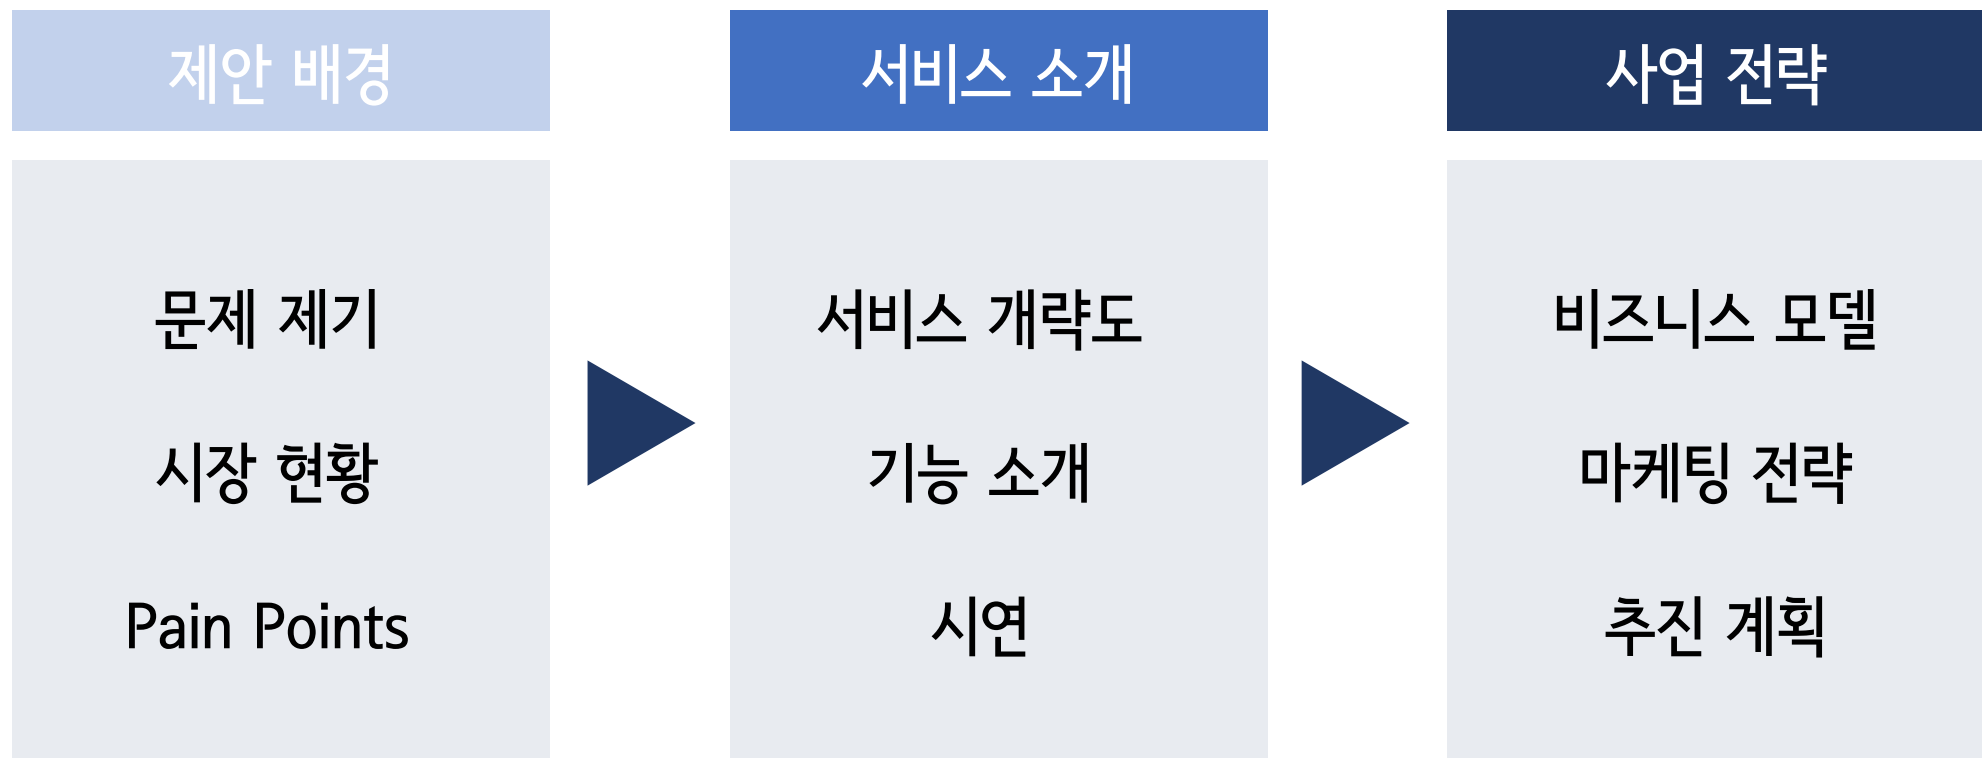 제안 배경
문제 제기
시장 현황
Pain Points
서비스 소개
서비스 개략도
기능 소개
시연
사업 전략
비즈니스 모델
마케팅 전략
추진 계획